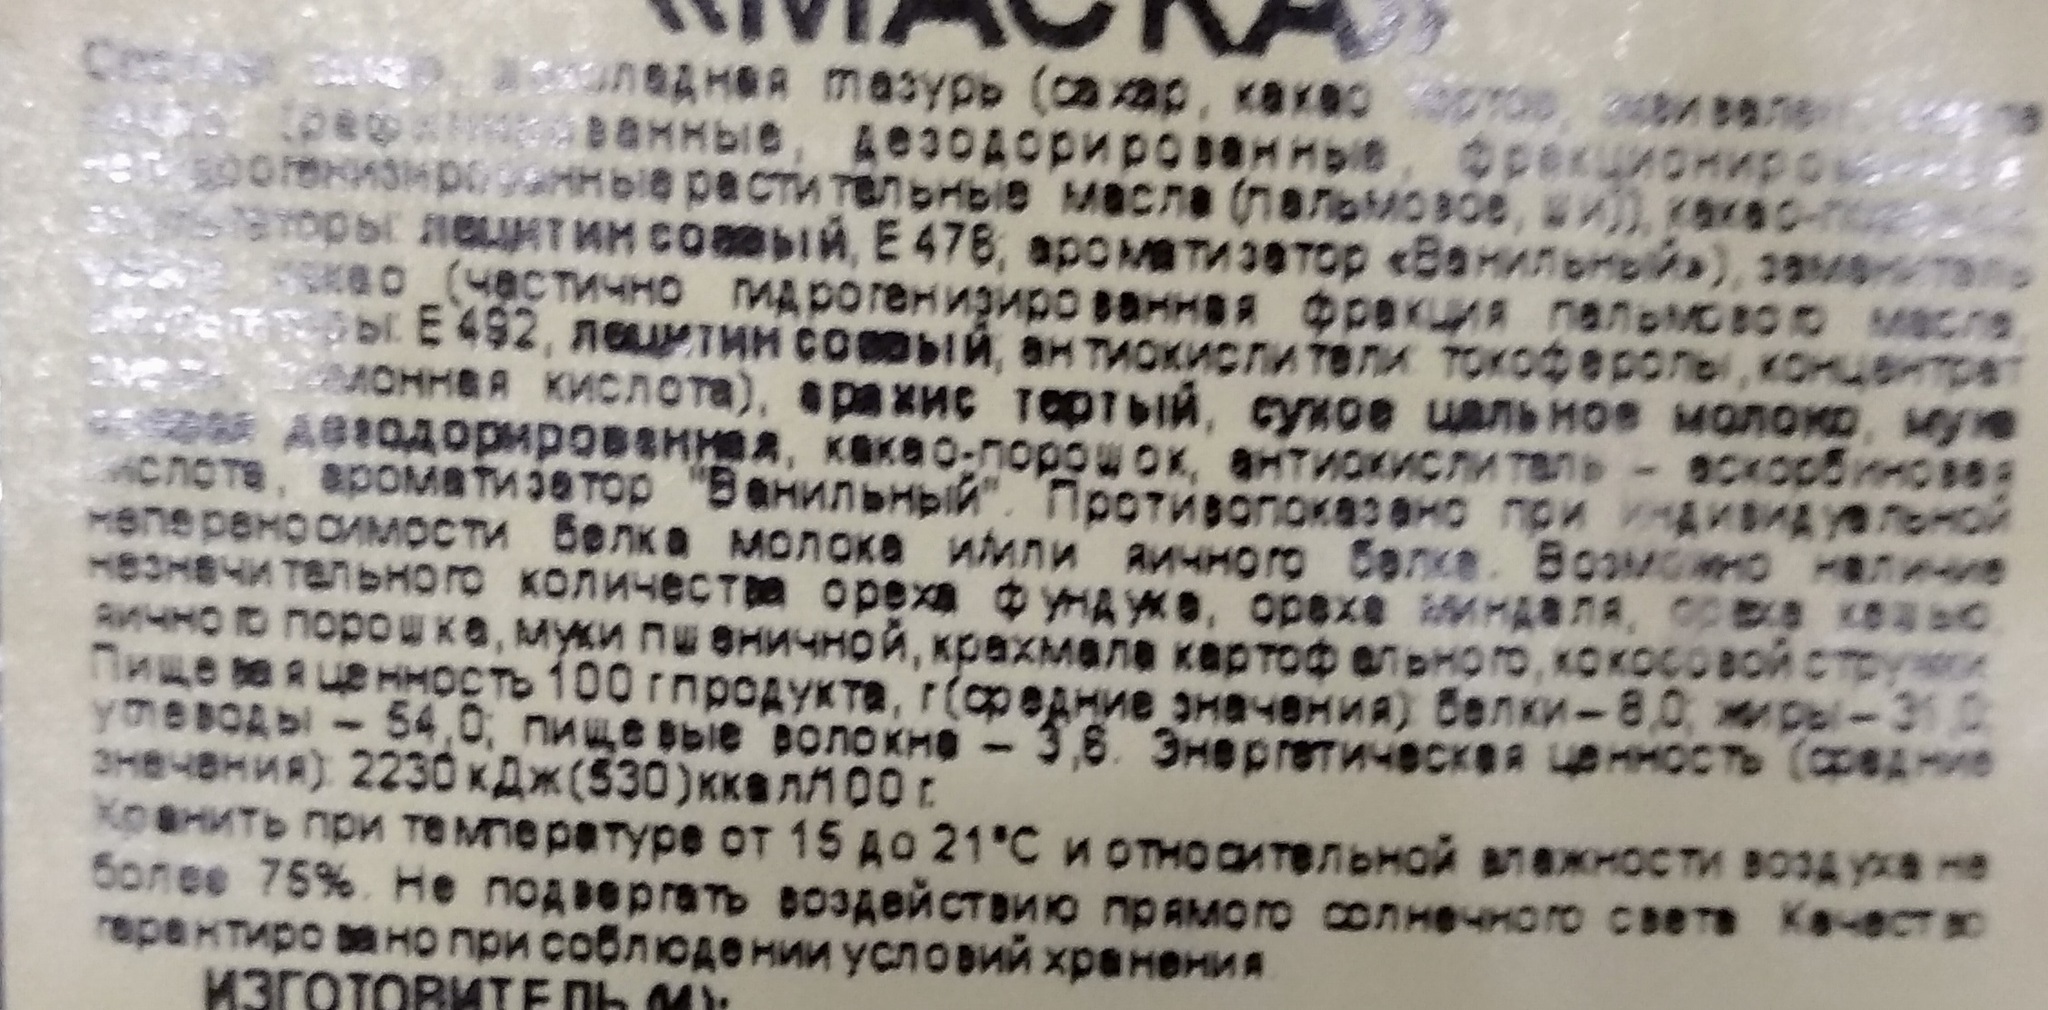 «МАСКА»
шоколадная глазурь (сахар, какао тертое, эквивалент масла
(рафинированные, дезодорированные, фракционированные
негидрогенизированные растительные масла (пальмовое, ши)), какао-порошок,
эмульгаторы: лецитин соевый, Е 476; ароматизатор «Ванильный»), заменитель
масла какао (частично гидрогенизированная фракция пальмового масла,
эмульгаторы: Е 492, лецитин соевый, антиокислители: токоферолы, концентрат
лимонная кислота), арахис тертый, сухое цельное молоко, мука
соевая дезодорированная, какао-порошок, антиокислитель – аскорбиновая
кислота, ароматизатор "Ванильный". Противопоказано при индивидуальной
непереносимости белка молока и/или яичного белка. Возможно наличие
незначительного количества ореха фундука, ореха миндаля, ореха кешью,
яичного порошка, муки пшеничной, крахмала картофельного, кокосовой стружки.
Пищевая ценность 100 г продукта, г (средние значения): белки – 8,0; жиры – 31,0;
углеводы – 54,0; пищевые волокна – 3,6. Энергетическая ценность (средние
значения): 2230 кДж (530) ккал/100 г.
Хранить при температуре от 15 до 21°С и относительной влажности воздуха не
более 75%. Не подвергать воздействию прямого солнечного света. Качество
гарантировано при соблюдении условий хранения
ИЗГОТОВИТЕЛЬ (И):